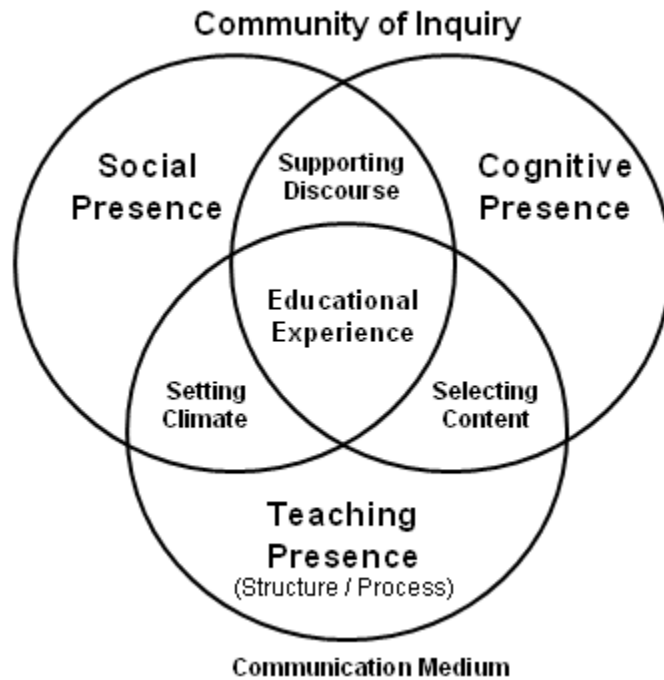 Community of Inquiry
Social
Presence
Supporting
Discourse
Cognitive
Presence
Educational
Experience
Setting
Climate
Selecting
Content
Teaching
Presence
(Structure / Process)
Communication Medium